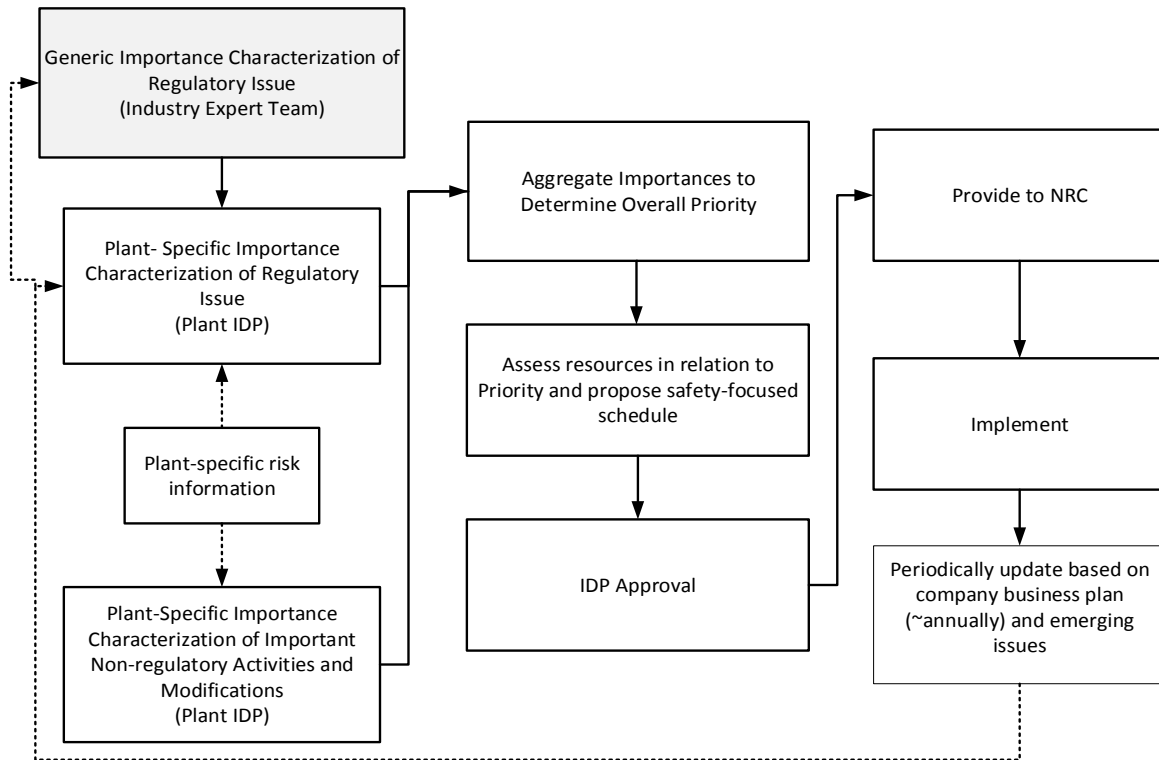 Generic Importance Characterization of
Regulatory Issue
(Industry Expert Team)
Plant- Specific Importance
Characterization of Regulatory
Issue
(Plant IDP)
Plant-specific risk
information
Plant-Specific Importance
Characterization of Important
Non-regulatory Activities and
Modifications
(Plant IDP)
Aggregate Importances to
Determine Overall Priority
Assess resources in relation to
Priority and propose safety-focused
schedule
IDP Approval
Provide to NRC
Implement
Periodically update based on
company business plan
(~annually) and emerging
issues